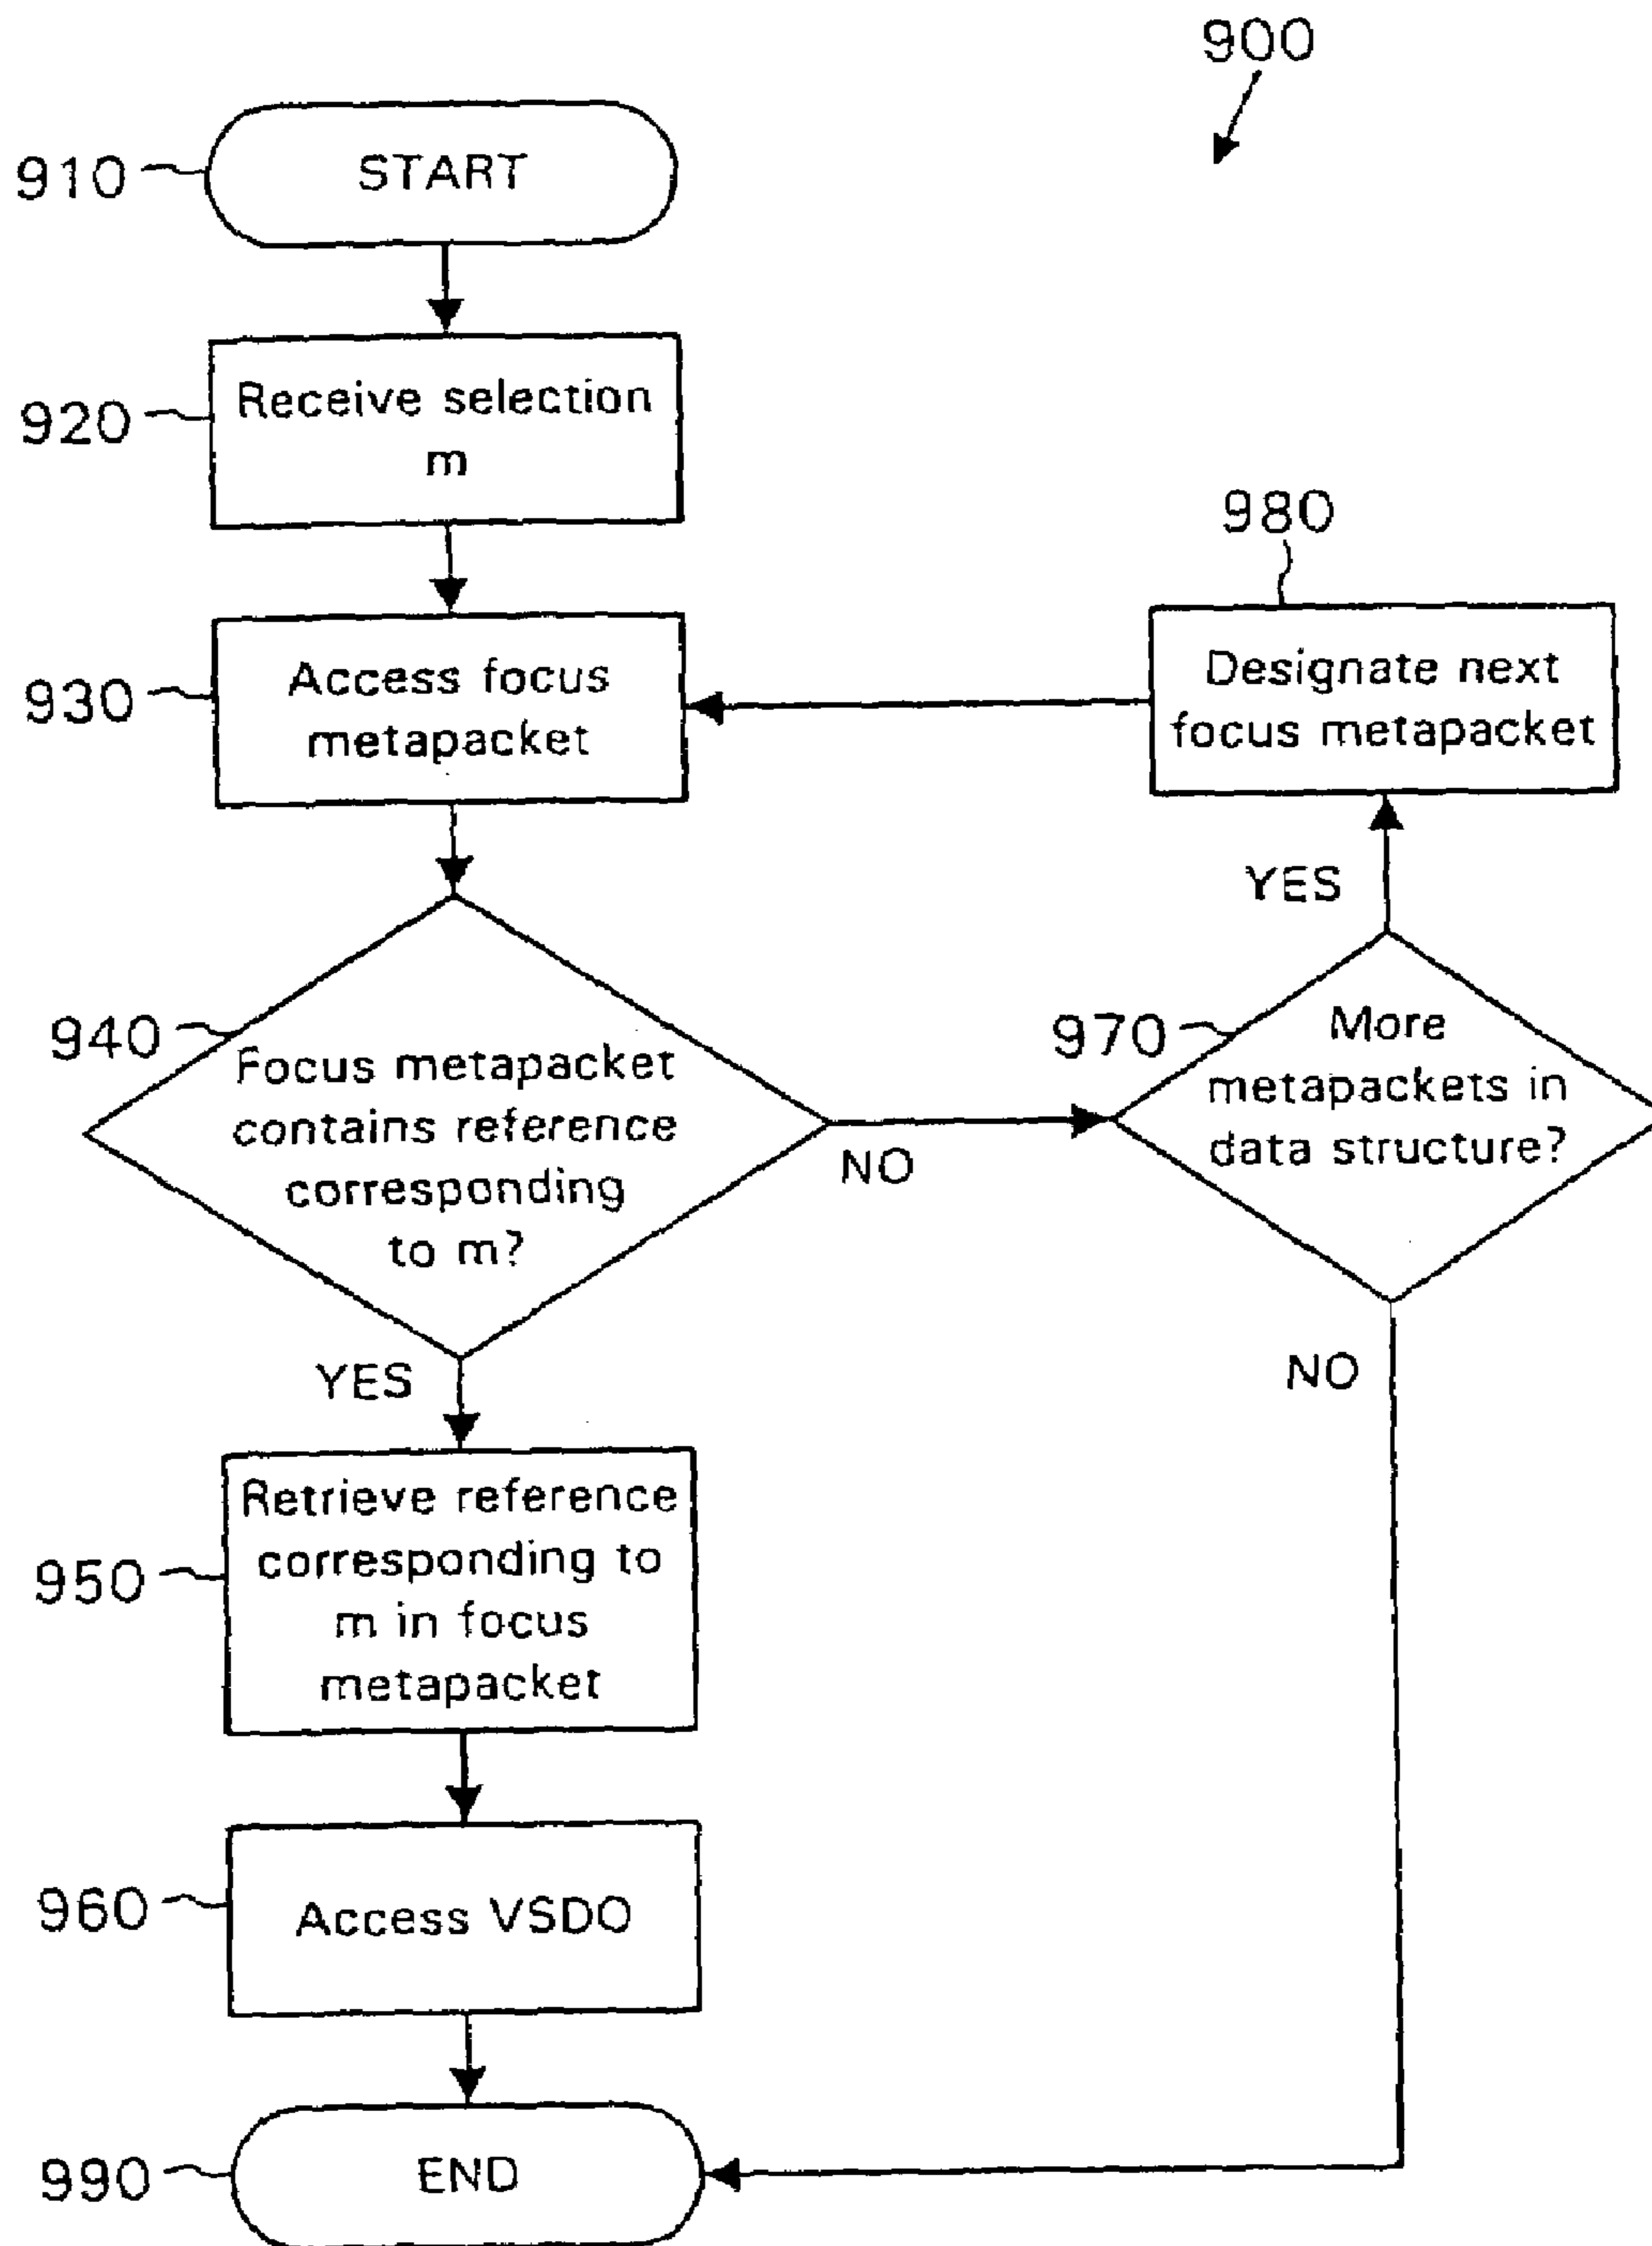 900
910
START
920
Receive selection
m
980
930
Access focus
metapacket
Designate next
focus metapacket
YES
940
Focus metapacket
contains reference
corresponding
to m?
NO
970
More
metapackets in
data structure?
YES
NO
950
Retrieve reference
corresponding to
m in focus
metapacket
960
Access VSDO
990
END